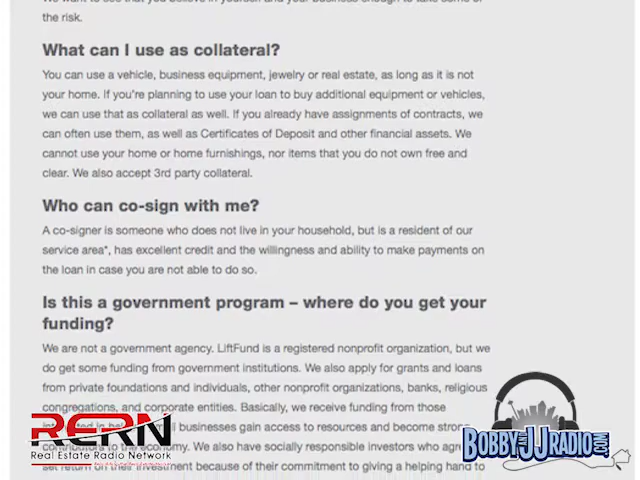 We want to see that you believe in yourself and your business enough to take some of
the risk.
What can I use as collateral?
You can use a vehicle, business equipment, jewelry or real estate, as long as it is not
your home. If you're planning to use your loan to buy additional equipment or vehicles,
we can use that as collateral as well. If you already have assignments of contracts, we
can often use them, as well as Certificates of Deposit and other financial assets. We
cannot use your home or home furnishings, nor items that you do not own free and
clear. We also accept 3rd party collateral.
Who can co-sign with me?
A co-signer is someone who does not live in your household, but is a resident of our
service area*, has excellent credit and the willingness and ability to make payments on
the loan in case you are not able to do so.
Is this a government program – where do you get your
funding?
We are not a government agency. LiftFund is a registered nonprofit organization, but we
do get some funding from government institutions. We also apply for grants and loans
from private foundations and individuals, other nonprofit organizations, banks, religious
congregations, and corporate entities. Basically, we receive funding from those
businesses gain access to resources and become strong
contributors to the economy. We also have socially responsible investors who
set return on their investment because of their commitment to giving a helping hand to
RERN
Real Estate Radio Network
BOBBY AND JJRADIO.COM